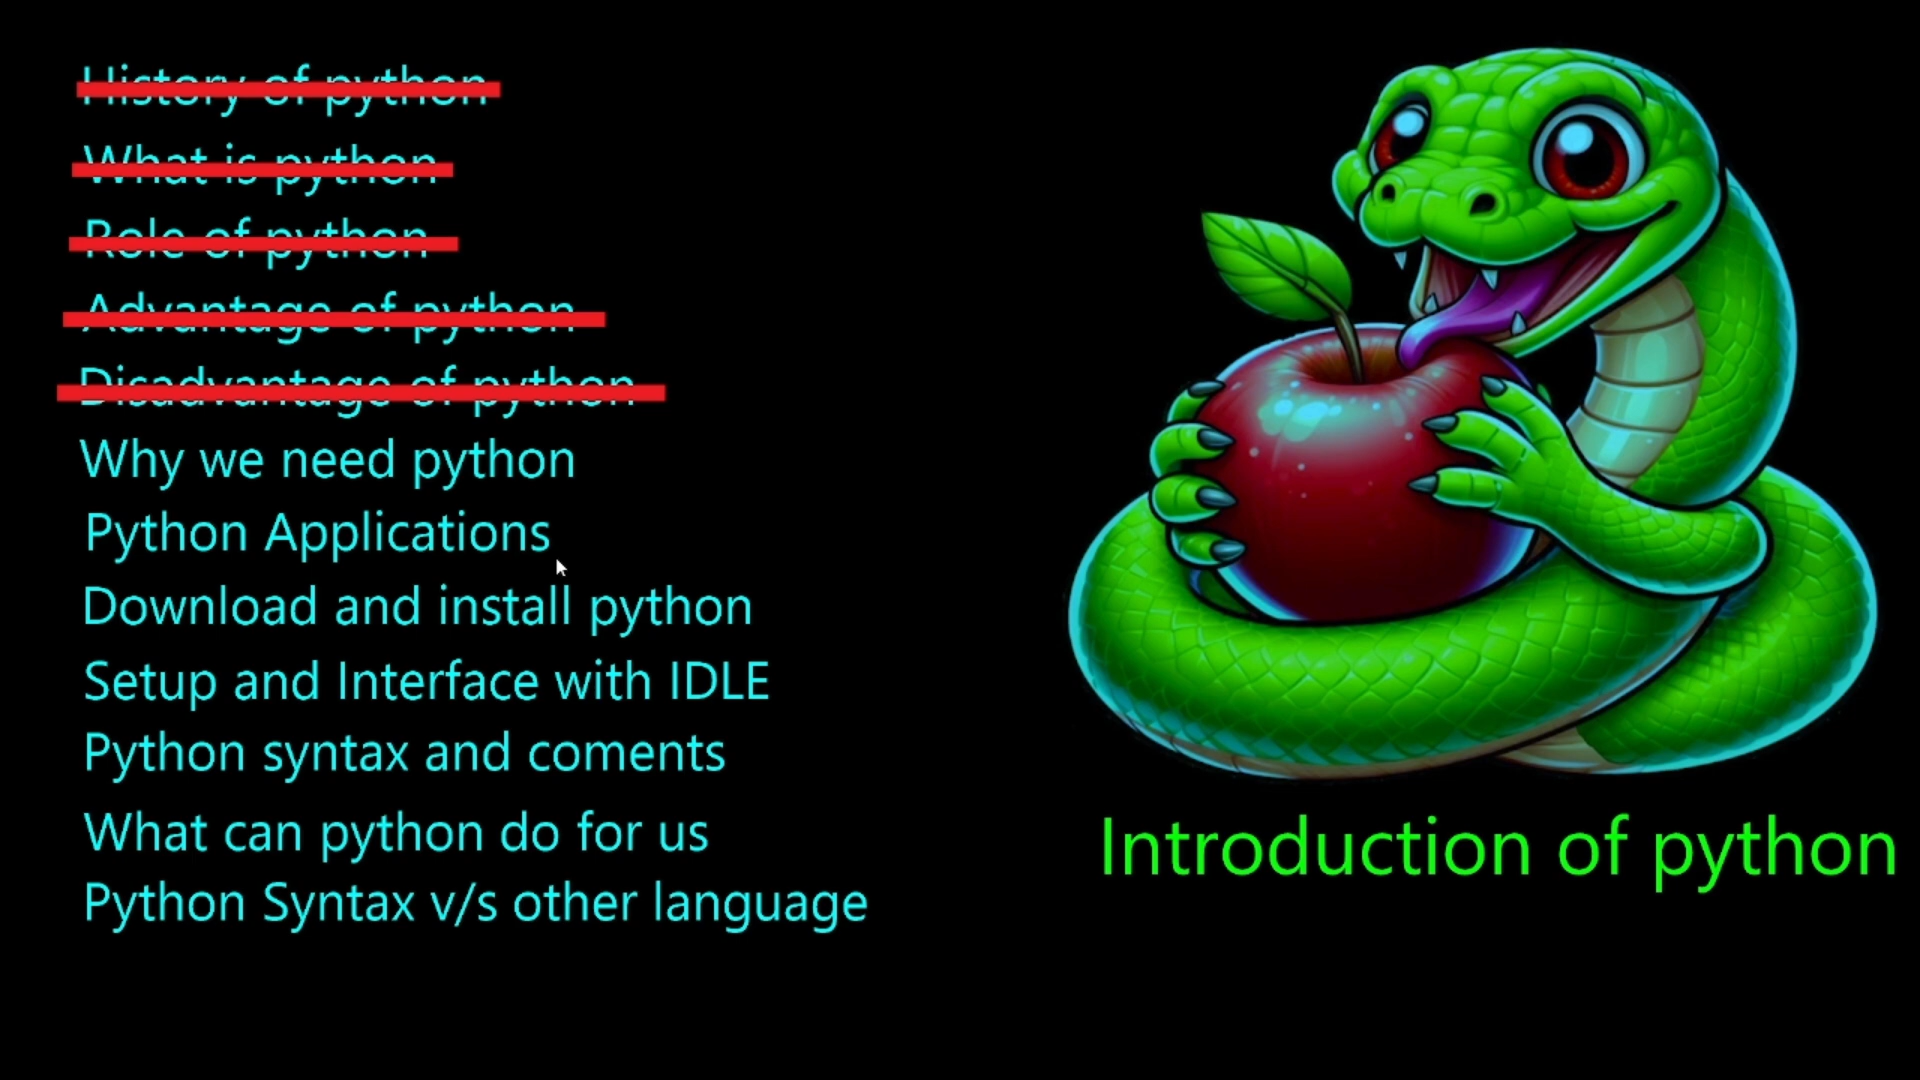 History of python
What is python
Role of python
Advantage of python
Disadvantage of python
Why we need python
Python Applications
Download and install python
Setup and Interface with IDLE
Python syntax and coments
What can python do for us
Python Syntax v/s other language
Introduction of python